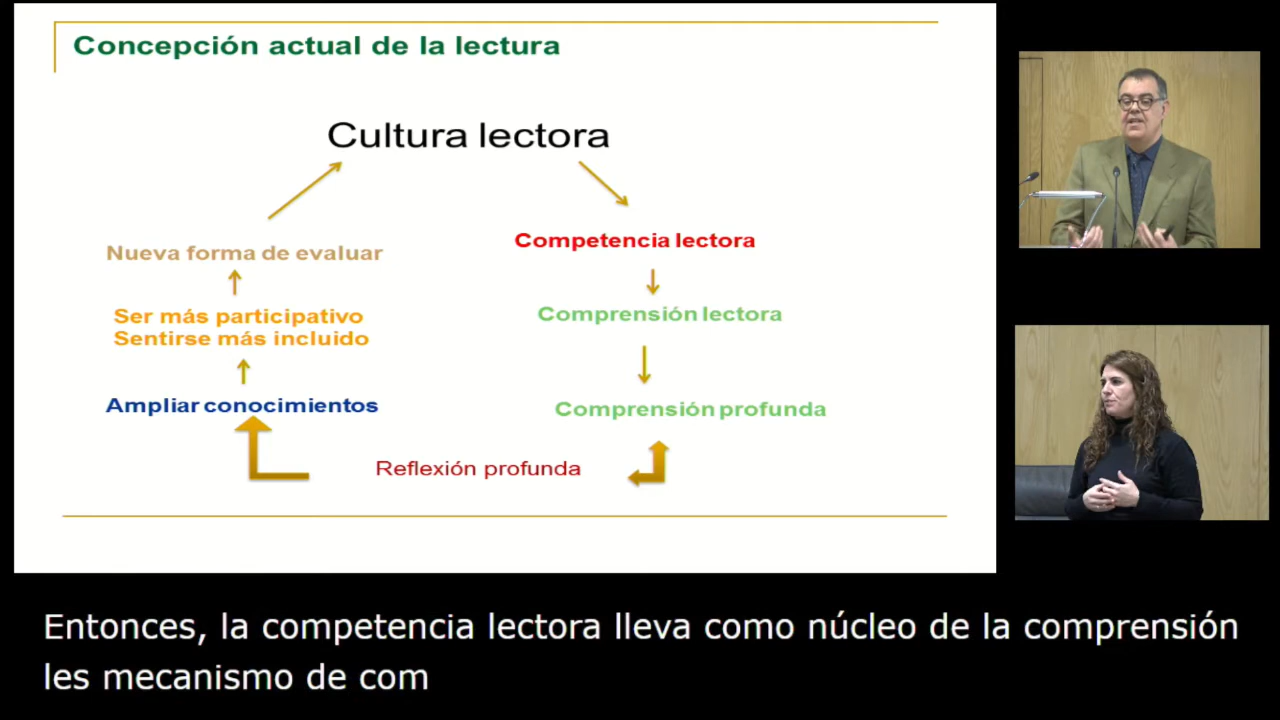 Concepción actual de la lectura
Cultura lectora
Nueva forma de evaluar
Competencia lectora
Ser más participativo
Sentirse más incluido
Comprensión lectora
Ampliar conocimientos
Comprensión profunda
Reflexión profunda
Entonces, la competencia lectora lleva como núcleo de la comprensión
les mecanismo de com